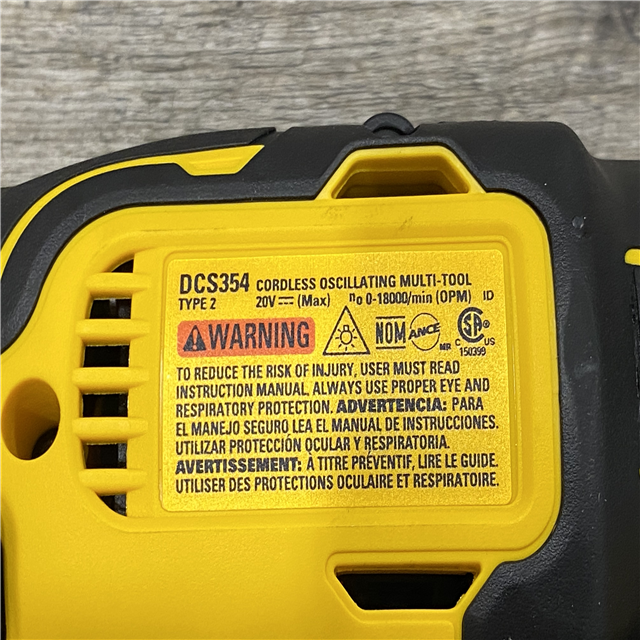 DCS354 CORDLESS OSCILLATING MULTI-TOOL
TYPE 2 20V ⎓ (Max) no 0-18000/min (OPM) ID
⚠WARNING NOM ANCE MR C SA® US
150399
TO REDUCE THE RISK OF INJURY, USER MUST READ
INSTRUCTION MANUAL, ALWAYS USE PROPER EYE AND
RESPIRATORY PROTECTION. ADVERTENCIA: PARA
EL MANEJO SEGURO LEA EL MANUAL DE INSTRUCCIONES.
UTILIZAR PROTECCIÓN OCULAR Y RESPIRATORIA.
AVERTISSEMENT: À TITRE PRÉVENTIF, LIRE LE GUIDE.
UTILISER DES PROTECTIONS OCULAIRE ET RESPIRATOIRE.